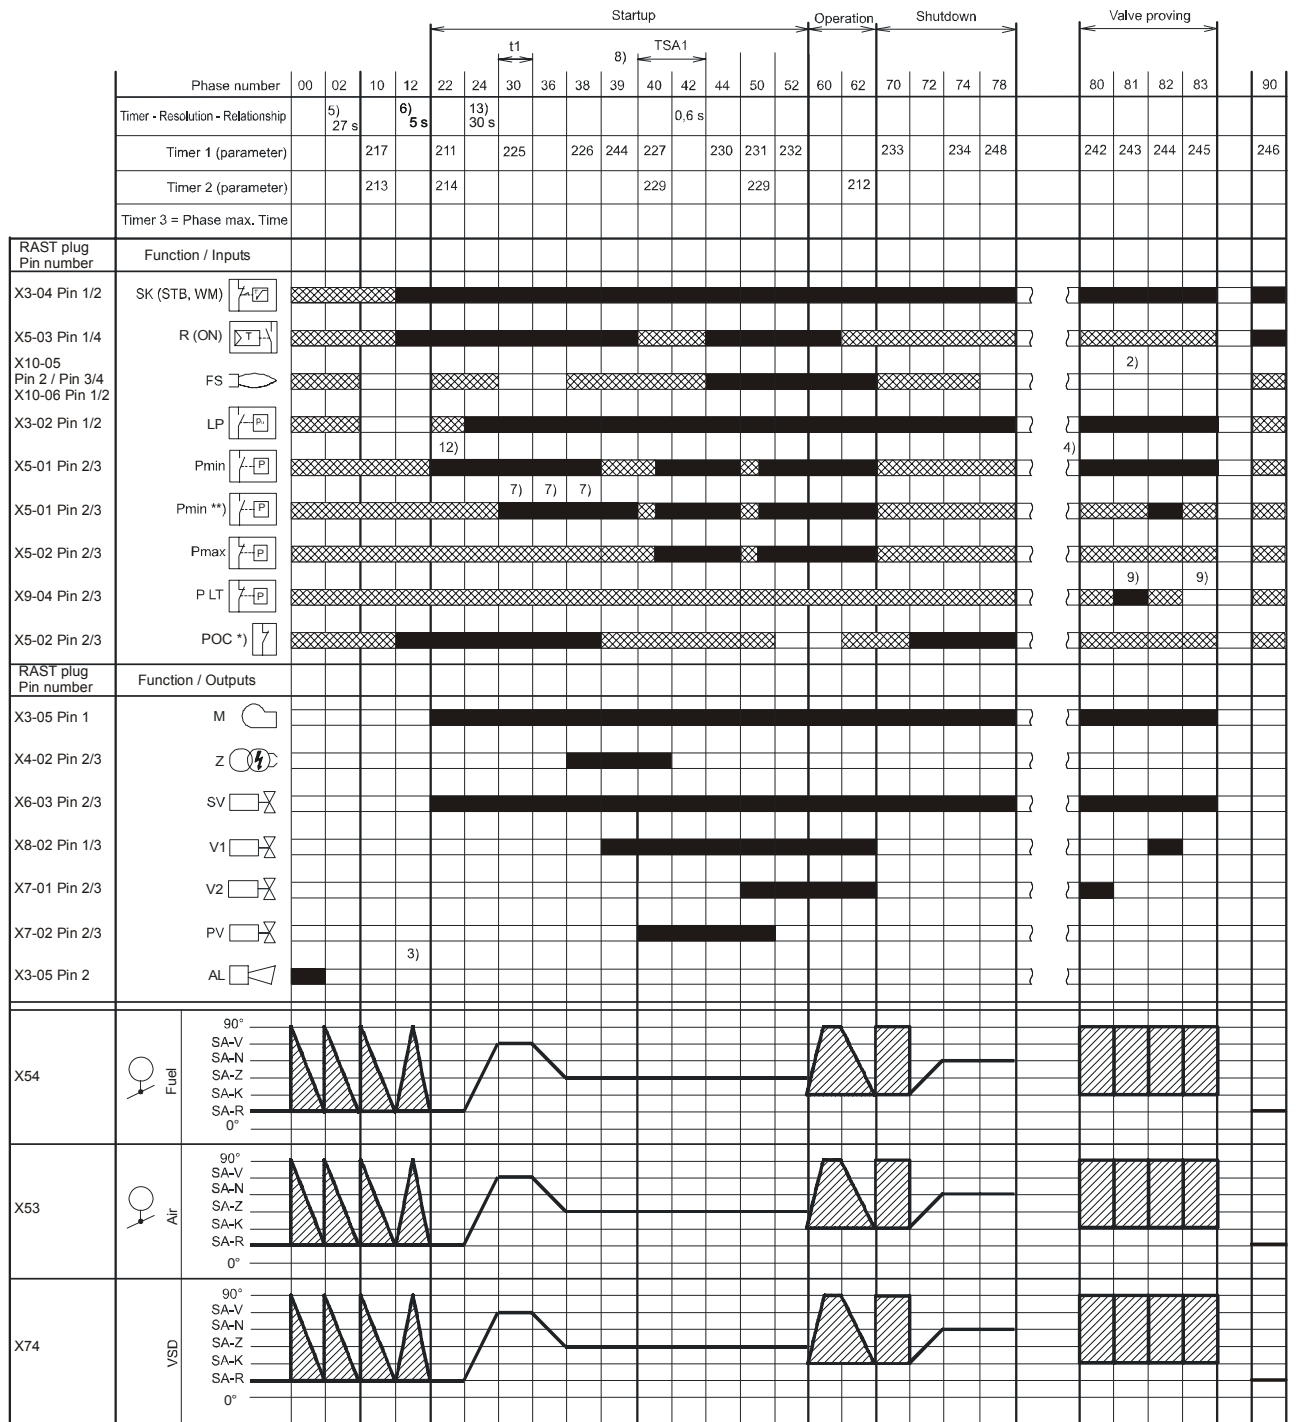 Startup Operation Shutdown Valve proving
t1 8) TSA1
Phase number 00 02 10 12 22 24 30 36 38 39 40 42 44 50 52 60 62 70 72 74 78 80 81 82 83 90
Timer - Resolution - Relationship 5) 27 s 6) 5 s 13) 30 s 0,6 s
Timer 1 (parameter) 217 211 225 226 244 227 230 231 232 233 234 248 242 243 244 245 246
Timer 2 (parameter) 213 214 229 229 212
Timer 3 = Phase max. Time
RAST plug
Pin number
Function / Inputs
X3-04 Pin 1/2 SK (STB, WM)
X5-03 Pin 1/4 R (ON) T
X10-05
Pin 2 / Pin 3/4
X10-06 Pin 1/2
FS 2)
X3-02 Pin 1/2 LP Pu
12) 4)
X5-01 Pin 2/3 Pmin P
7) 7) 7)
X5-01 Pin 2/3 Pmin **) P
X5-02 Pin 2/3 Pmax P
9) 9)
X9-04 Pin 2/3 P LT P
X5-02 Pin 2/3 POC *)
RAST plug
Pin number
Function / Outputs
X3-05 Pin 1 M
X4-02 Pin 2/3 Z
X6-03 Pin 2/3 SV
X8-02 Pin 1/3 V1
X7-01 Pin 2/3 V2
X7-02 Pin 2/3 PV
3)
X3-05 Pin 2 AL
X54
Fuel
90°
SA-V
SA-N
SA-Z
SA-K
SA-R
0°
X53
Air
90°
SA-V
SA-N
SA-Z
SA-K
SA-R
0°
X74
VSD
90°
SA-V
SA-N
SA-Z
SA-K
SA-R
0°